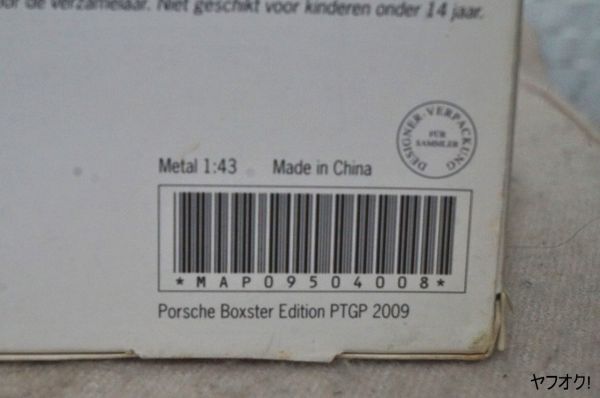 de verzamelaar. Niet geschikt voor kinderen onder 14 jaar.
DESIGNER-VERPACKUNG
FÜR
SAMMLER
Metal 1:43 Made in China
*MAP09504008*
Porsche Boxster Edition PTGP 2009
ヤフオク!